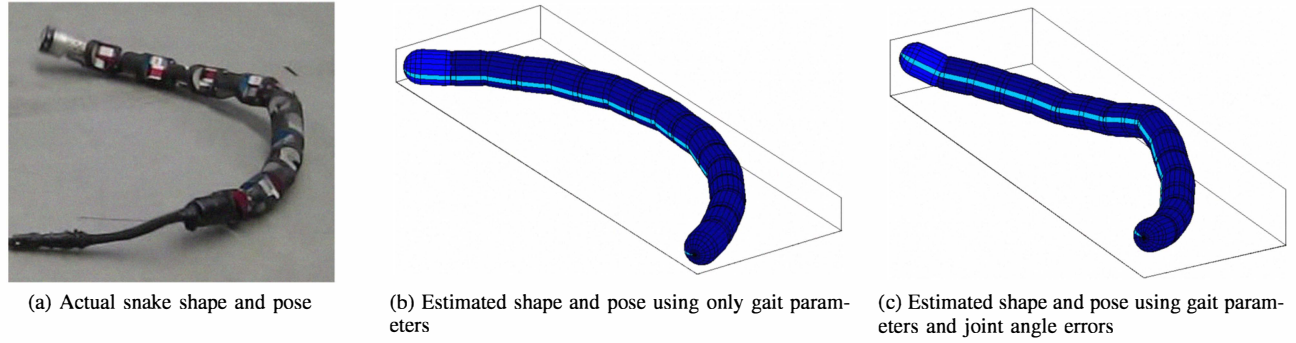 (a) Actual snake shape and pose
(b) Estimated shape and pose using only gait param-
eters
(c) Estimated shape and pose using gait param-
eters and joint angle errors